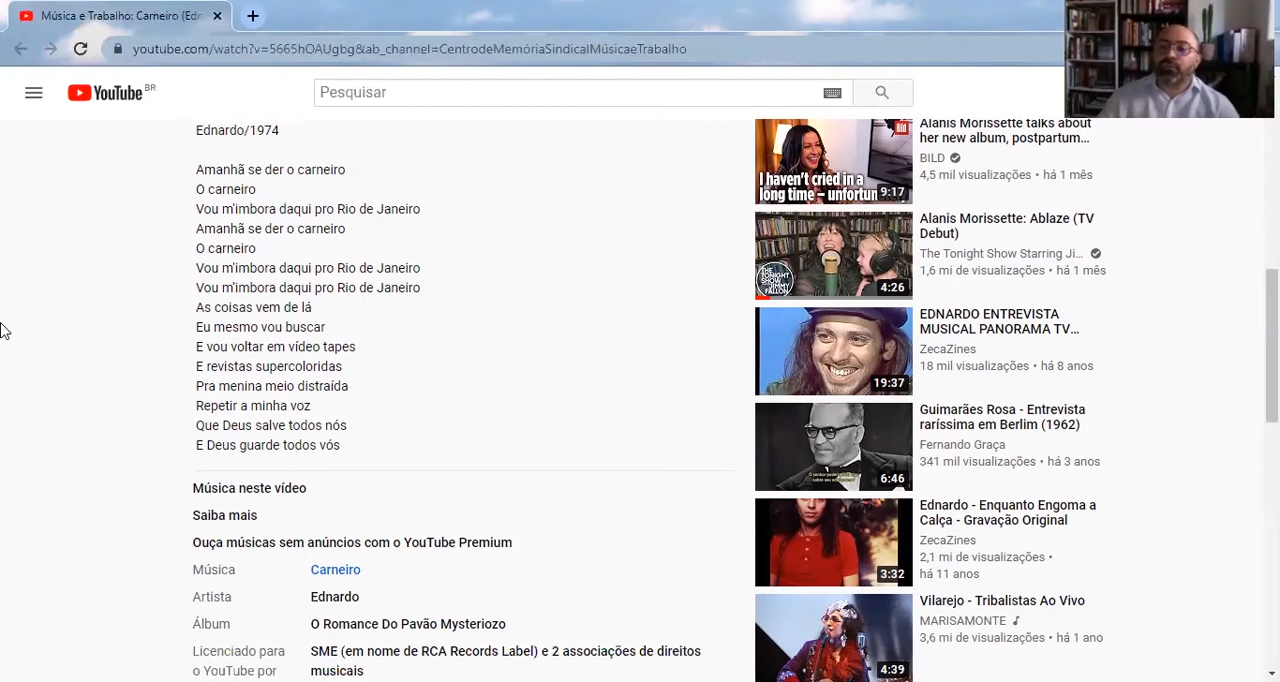 Música e Trabalho: Carneiro (Edn
youtube.com/watch?v=5665hOAUgbg&ab_channel=CentrodeMemóriaSindicalMúsicaeTrabalho
YouTube BR
Pesquisar
Ednardo/1974
Amanhã se der o carneiro
O carneiro
Vou m'imbora daqui pro Rio de Janeiro
Amanhã se der o carneiro
O carneiro
Vou m'imbora daqui pro Rio de Janeiro
Vou m'imbora daqui pro Rio de Janeiro
As coisas vem de lá
Eu mesmo vou buscar
E vou voltar em vídeo tapes
E revistas supercoloridas
Pra menina meio distraída
Repetir a minha voz
Que Deus salve todos nós
E Deus guarde todos vós
Música neste vídeo
Saiba mais
Ouça músicas sem anúncios com o YouTube Premium
Música Carneiro
Artista Ednardo
Álbum O Romance Do Pavão Mysteriozo
Licenciado para SME (em nome de RCA Records Label) e 2 associações de direitos
o YouTube por musicais
Bild
I haven't cried in a
long time – unfortu
9:17
Alanis Morissette talks about
her new album, postpartum...
BILD
4,5 mil visualizações • há 1 mês
THE TONIGHT SHOW
4:26
Alanis Morissette: Ablaze (TV
Debut)
The Tonight Show Starring Ji...
1,6 mi de visualizações • há 1 mês
19:37
EDNARDO ENTREVISTA
MUSICAL PANORAMA TV...
ZecaZines
18 mil visualizações • há 8 anos
6:46
Guimarães Rosa - Entrevista
raríssima em Berlim (1962)
Fernando Graça
341 mil visualizações • há 3 anos
3:32
Ednardo - Enquanto Engoma a
Calça - Gravação Original
ZecaZines
2,1 mi de visualizações •
há 11 anos
4:39
Vilarejo - Tribalistas Ao Vivo
MARISAMONTE
3,6 mi de visualizações • há 1 ano